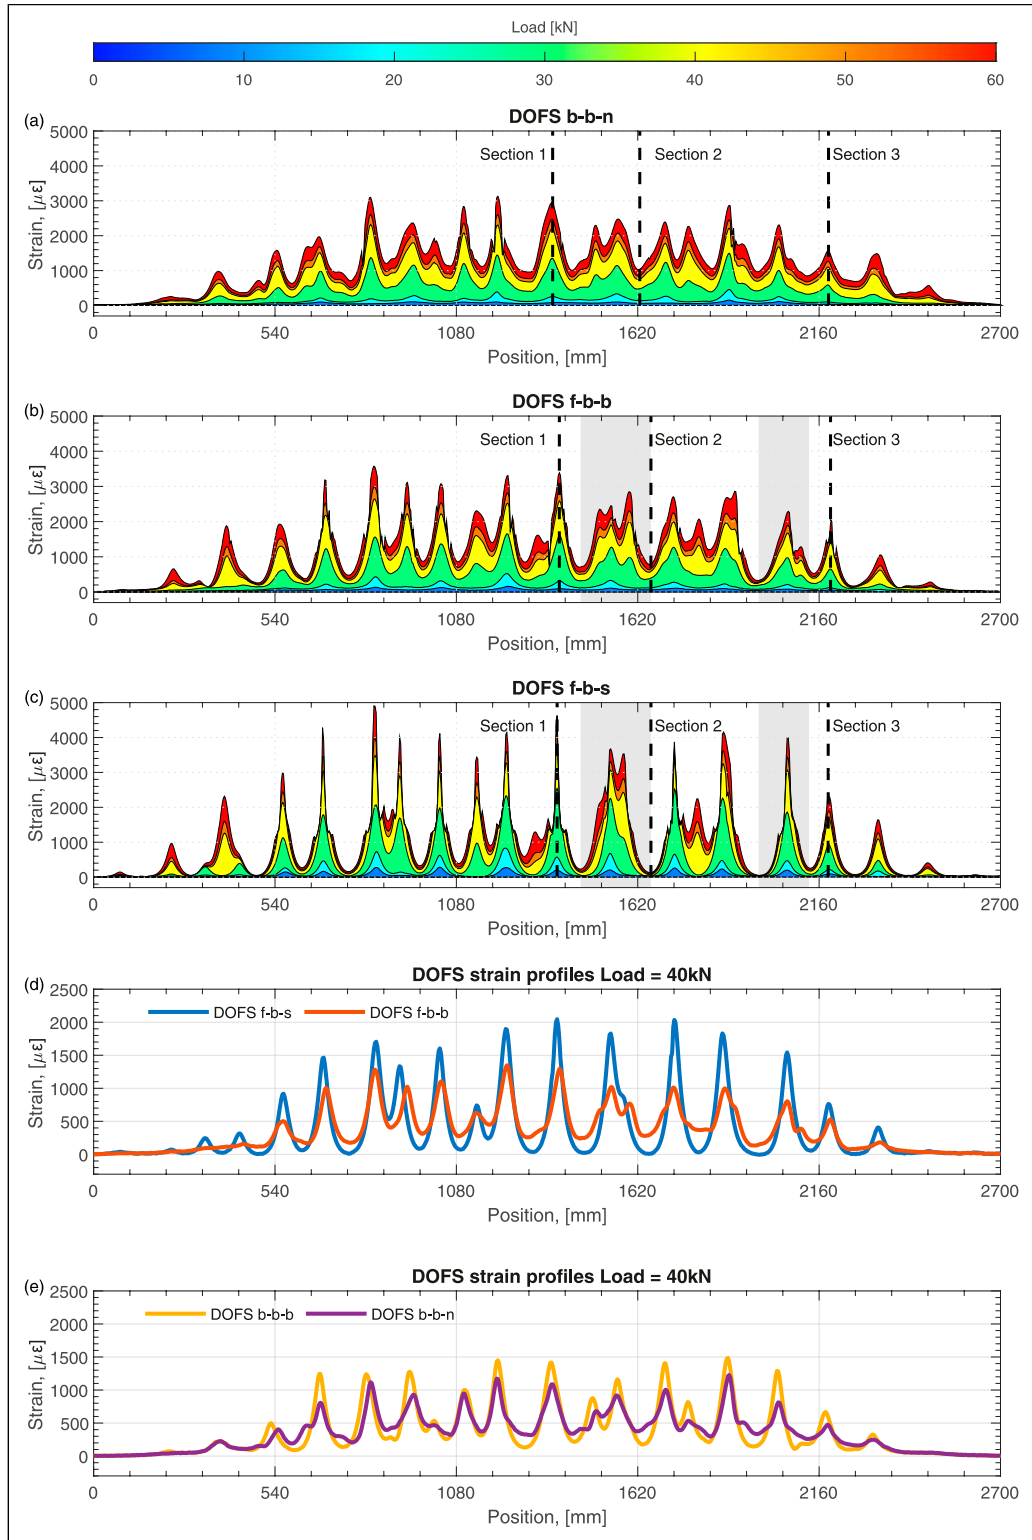 Load [kN]
0 10 20 30 40 50 60
(a)
DOFS b-b-n
5000
4000
3000
2000
1000
0
Strain, [με]
Section 1
Section 2
Section 3
0 540 1080 1620 2160 2700
Position, [mm]
(b)
DOFS f-b-b
5000
4000
3000
2000
1000
0
Strain, [με]
Section 1
Section 2
Section 3
0 540 1080 1620 2160 2700
Position, [mm]
(c)
DOFS f-b-s
5000
4000
3000
2000
1000
0
Strain, [με]
Section 1
Section 2
Section 3
0 540 1080 1620 2160 2700
Position, [mm]
(d)
DOFS strain profiles Load = 40kN
2500
2000
1500
1000
500
0
Strain, [με]
DOFS f-b-s DOFS f-b-b
0 540 1080 1620 2160 2700
Position, [mm]
(e)
DOFS strain profiles Load = 40kN
2500
2000
1500
1000
500
0
Strain, [με]
DOFS b-b-b DOFS b-b-n
0 540 1080 1620 2160 2700
Position, [mm]